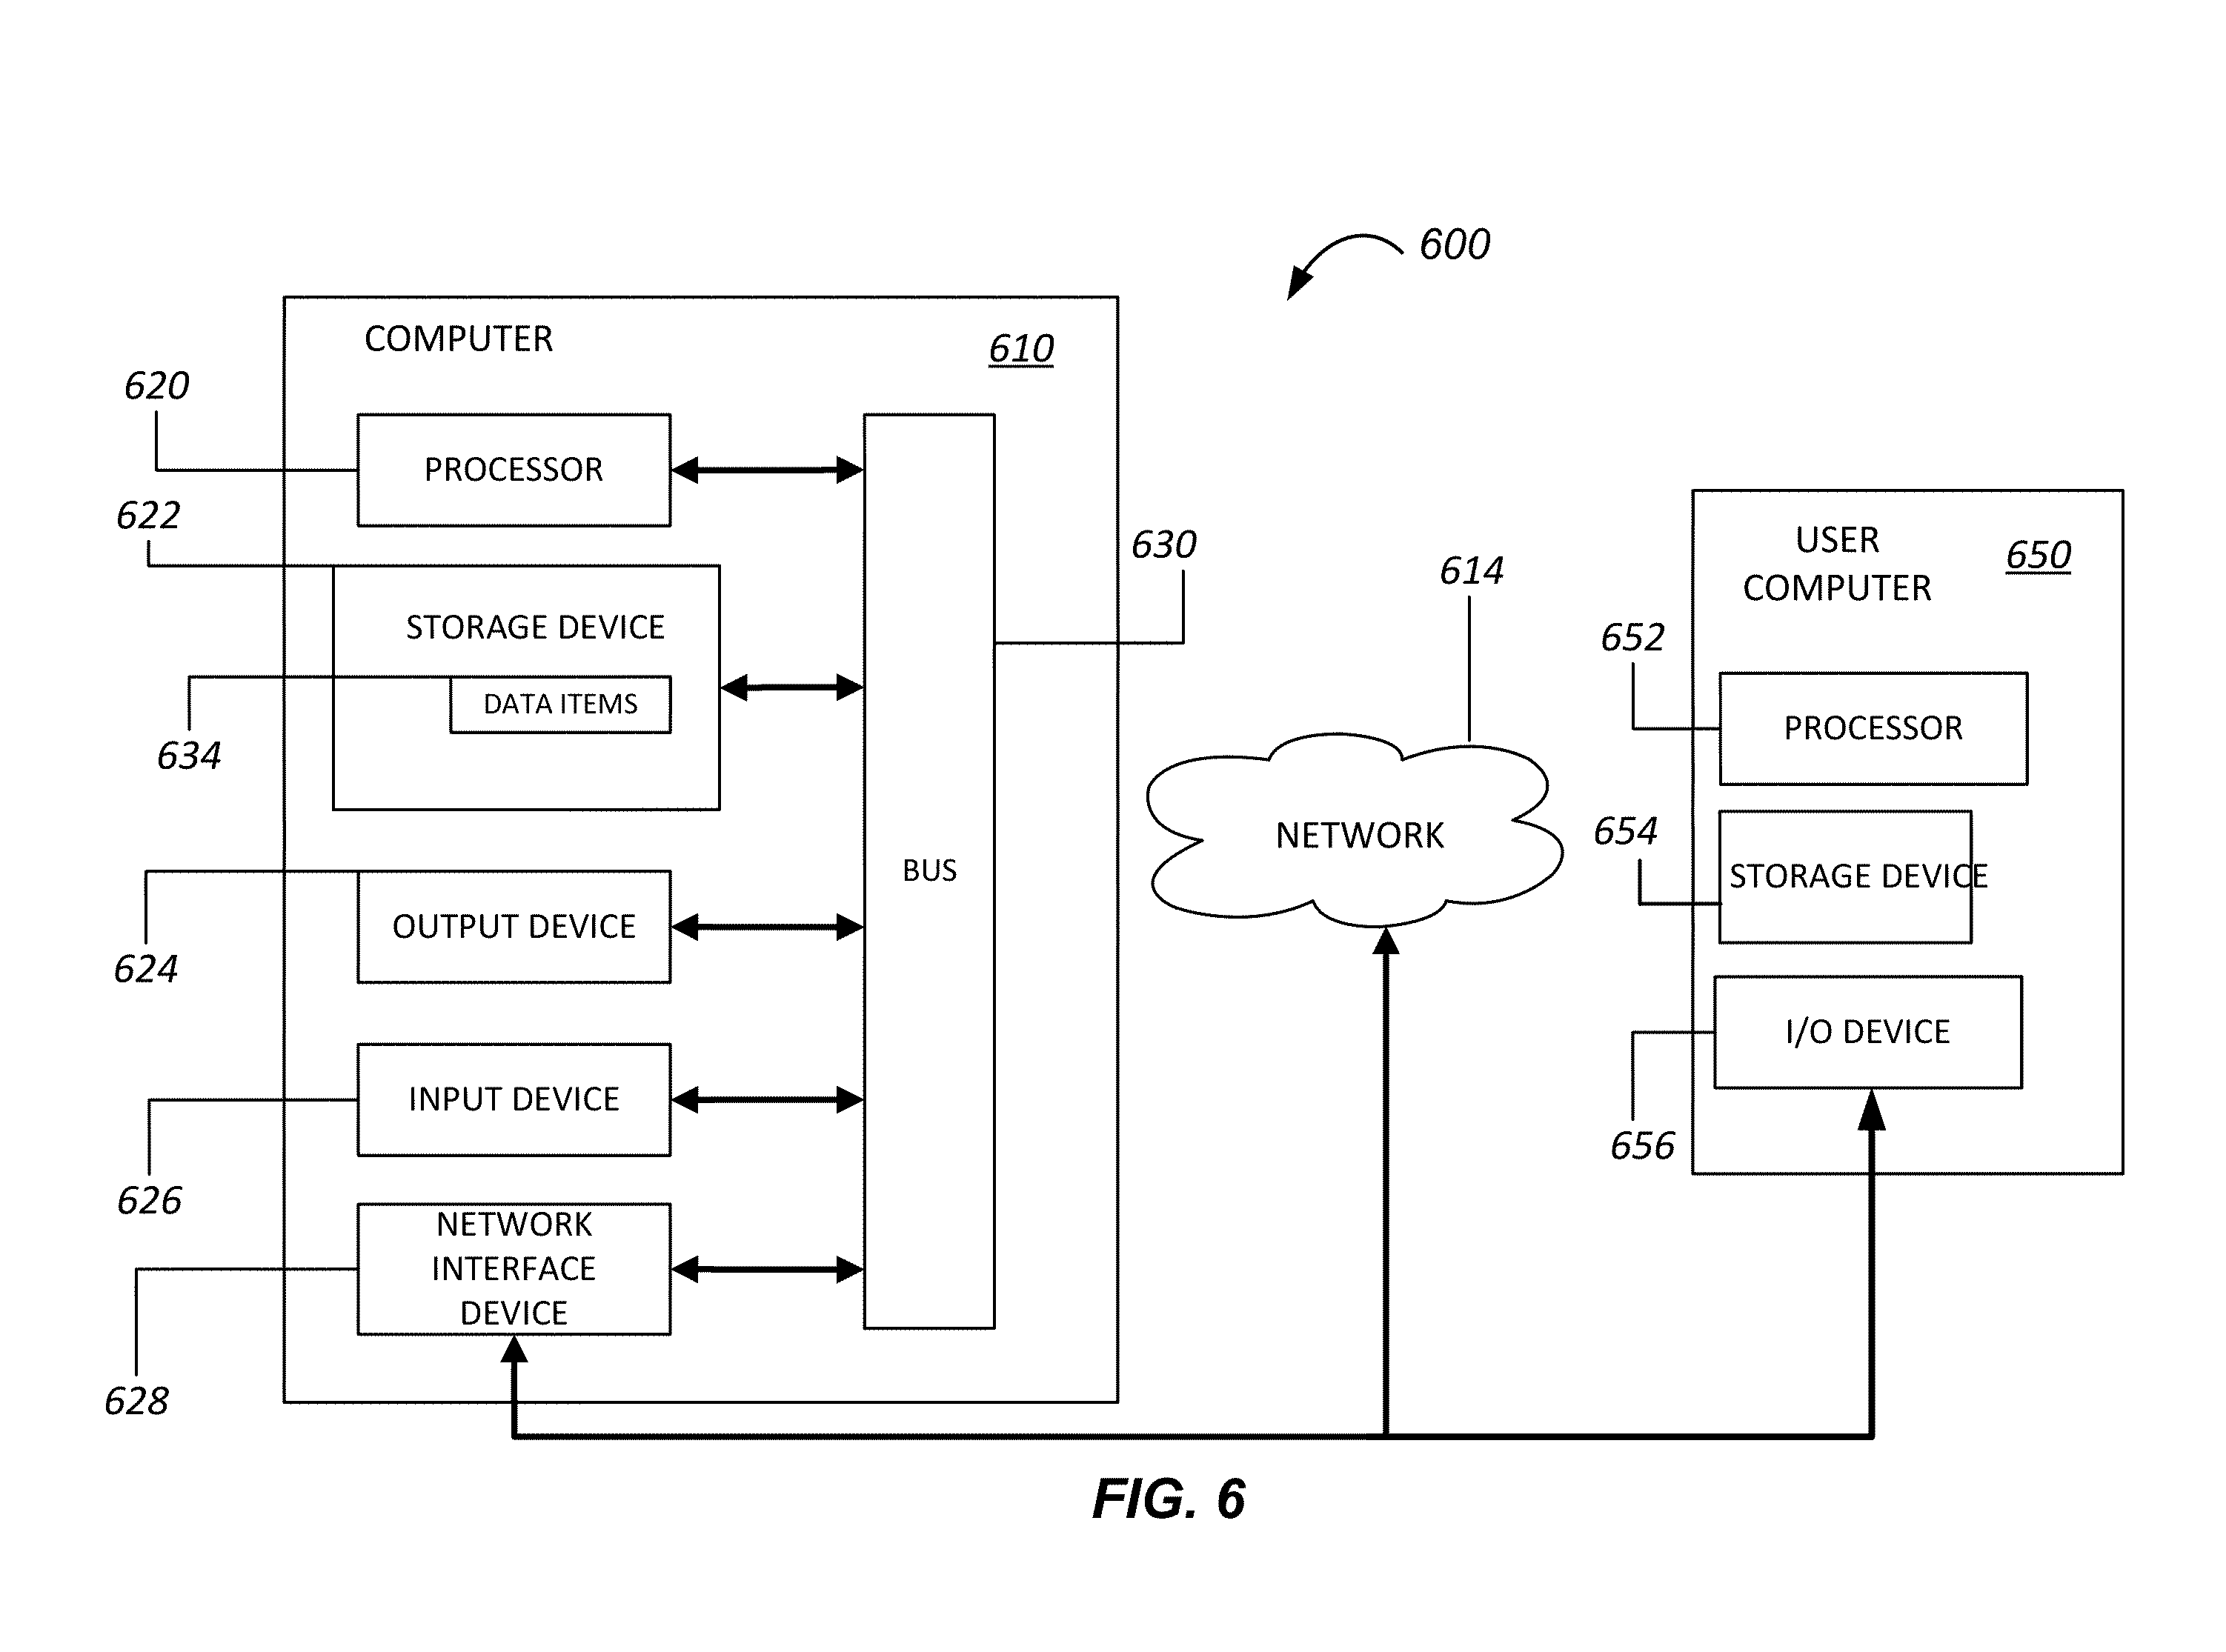 600
COMPUTER
610
620
PROCESSOR
622
STORAGE DEVICE
634
DATA ITEMS
630
BUS
624
OUTPUT DEVICE
626
INPUT DEVICE
628
NETWORK
INTERFACE
DEVICE
614
NETWORK
USER
COMPUTER
650
652
PROCESSOR
654
STORAGE DEVICE
656
I/O DEVICE
FIG. 6